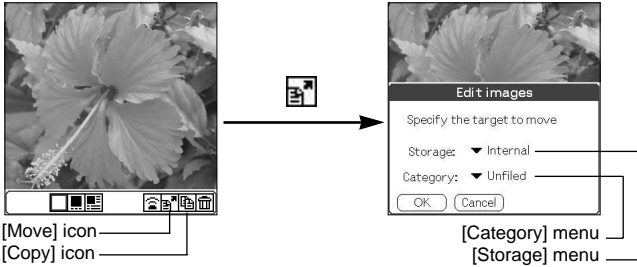 Edit images
Specify the target to move
Storage: Internal
Category: Unfiled
OK Cancel
[Move] icon
[Copy] icon
[Category] menu
[Storage] menu